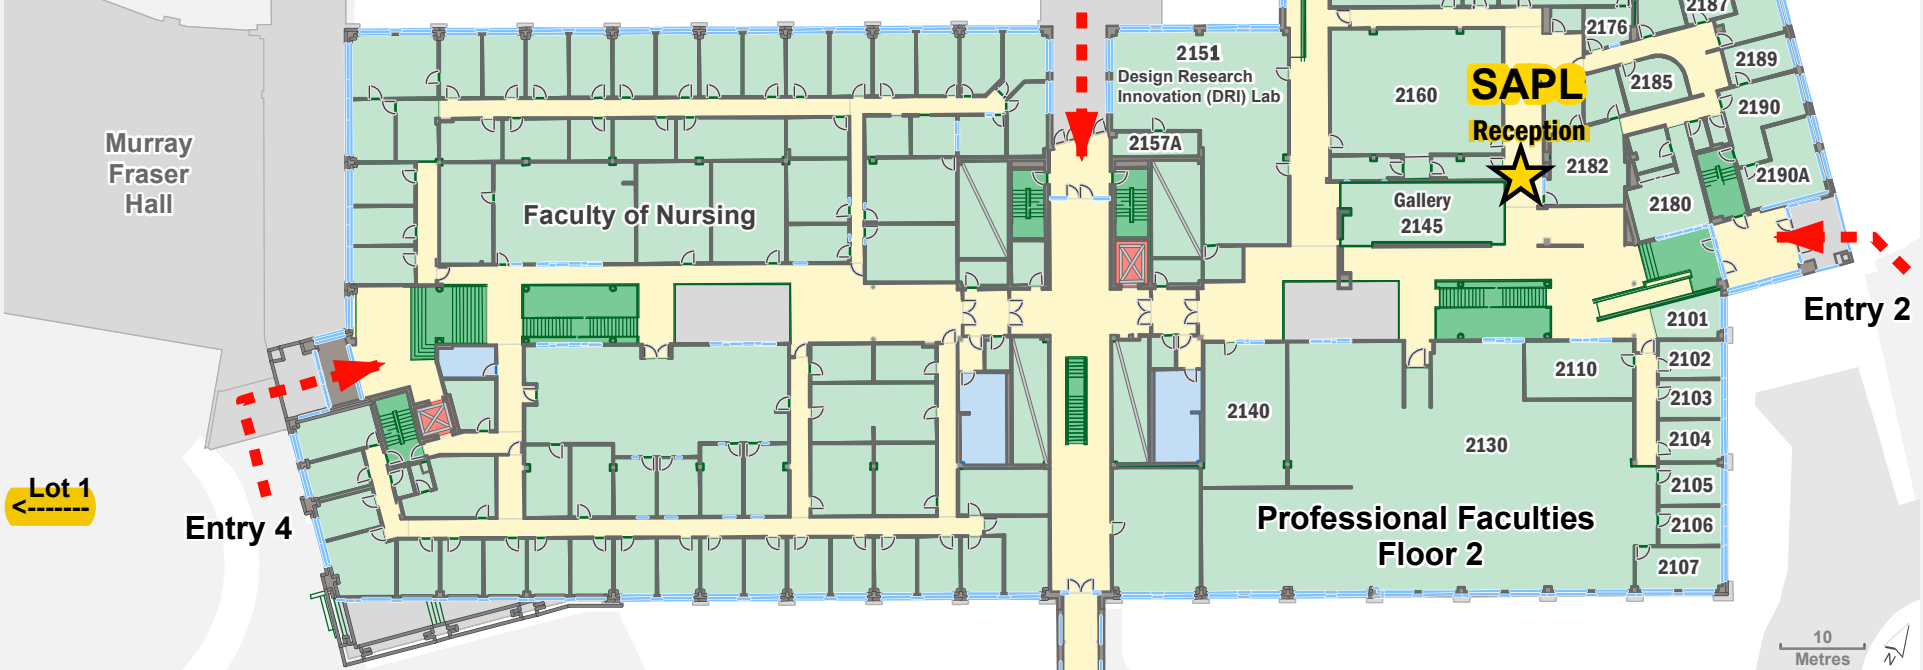 2187
2176
2151
Design Research
Innovation (DRI) Lab
2189
SAPL
2185
2160
2190
Reception
2157A
Murray
Fraser
Hall
2182
2190A
Gallery
2145
2180
Faculty of Nursing
Entry 2
2101
2102
2110
2103
2140
2104
2130
Lot 1
<-------
2105
Entry 4
Professional Faculties
Floor 2
2106
2107
10
Metres
N